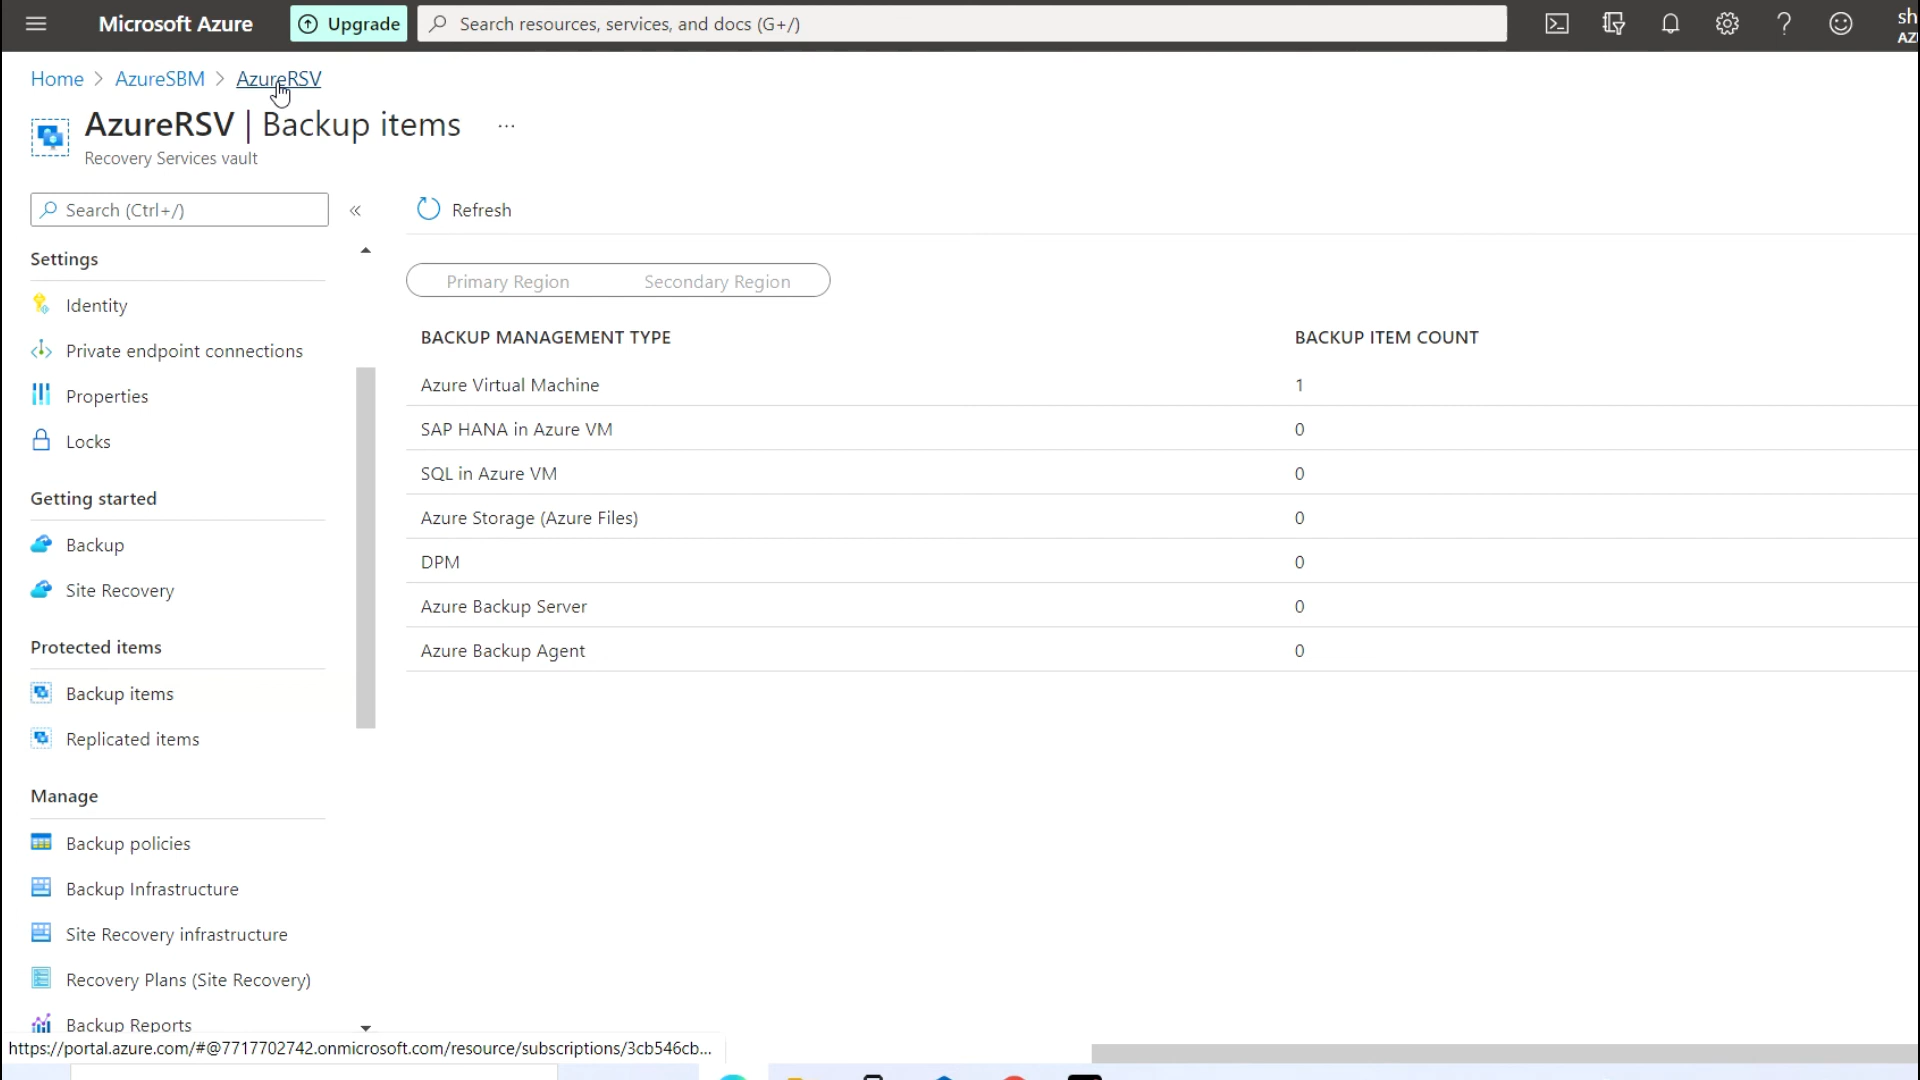 Microsoft Azure
Upgrade
Search resources, services, and docs (G+/)
sh
AZ
Home > AzureSBM > AzureRSV
AzureRSV | Backup items ...
Recovery Services vault
Search (Ctrl+/)
«
Refresh
Settings
Identity
Private endpoint connections
Properties
Locks
Getting started
Backup
Site Recovery
Protected items
Backup items
Replicated items
Manage
Backup policies
Backup Infrastructure
Site Recovery infrastructure
Recovery Plans (Site Recovery)
Backup Reports
Primary Region Secondary Region
BACKUP MANAGEMENT TYPE BACKUP ITEM COUNT
Azure Virtual Machine 1
SAP HANA in Azure VM 0
SQL in Azure VM 0
Azure Storage (Azure Files) 0
DPM 0
Azure Backup Server 0
Azure Backup Agent 0
https://portal.azure.com/#@7717702742.onmicrosoft.com/resource/subscriptions/3cb546cb...